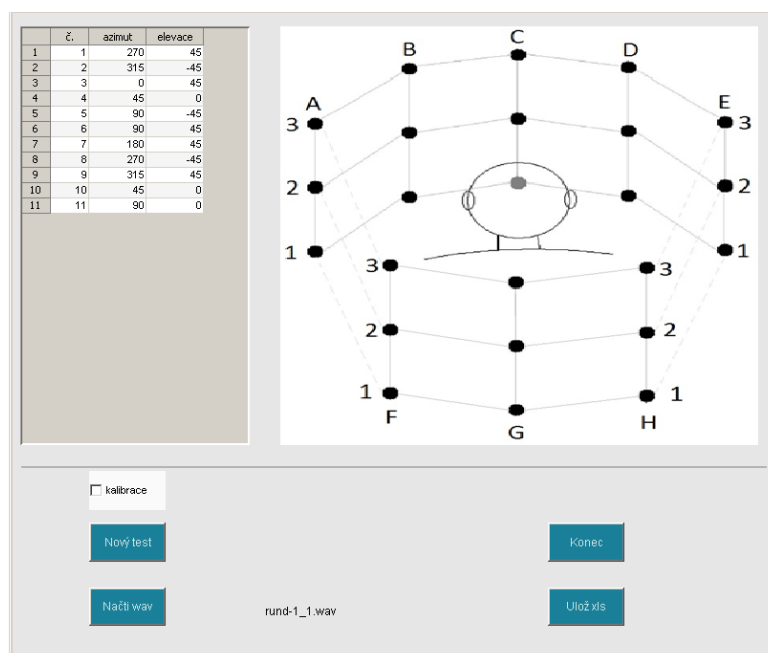 č. azimut elevace
1 1 270 45
2 2 315 -45
3 3 0 45
4 4 45 0
5 5 90 -45
6 6 90 45
7 7 180 45
8 8 270 -45
9 9 315 45
10 10 45 0
11 11 90 0
C
B D
A E
3 3
2 2
1 1
3 3
2 2
1 1
F H
G
kalibrace
Nový test Konec
Načti wav rund-1_1.wav Ulož xls